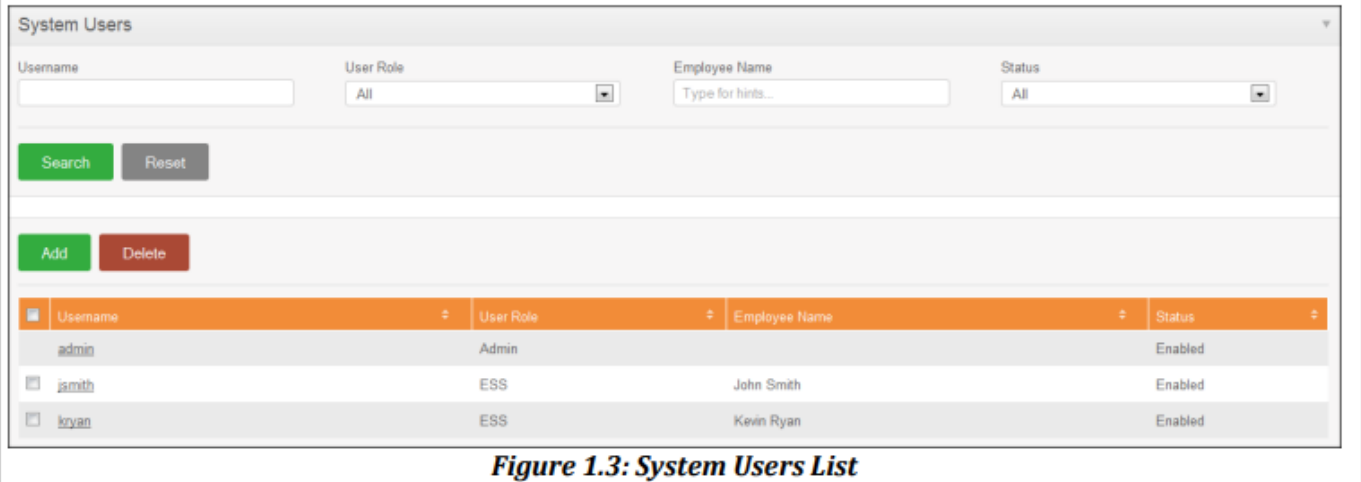 System Users
Username User Role Employee Name Status
All Type for hints... All
Search Reset
Add Delete
Username User Role Employee Name Status
admin Admin Enabled
jsmith ESS John Smith Enabled
kryan ESS Kevin Ryan Enabled
Figure 1.3: System Users List